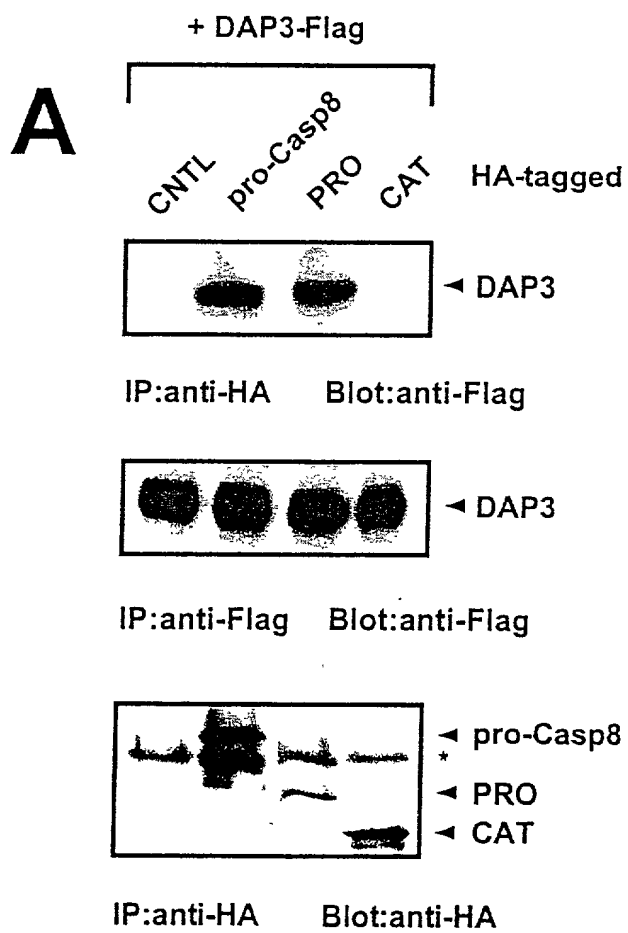 + DAP3-Flag
A
CNTL
pro-Casp8
PRO
CAT
HA-tagged
◄ DAP3
IP:anti-HA Blot:anti-Flag
◄ DAP3
IP:anti-Flag Blot:anti-Flag
◄ pro-Casp8
*
◄ PRO
◄ CAT
IP:anti-HA Blot:anti-HA